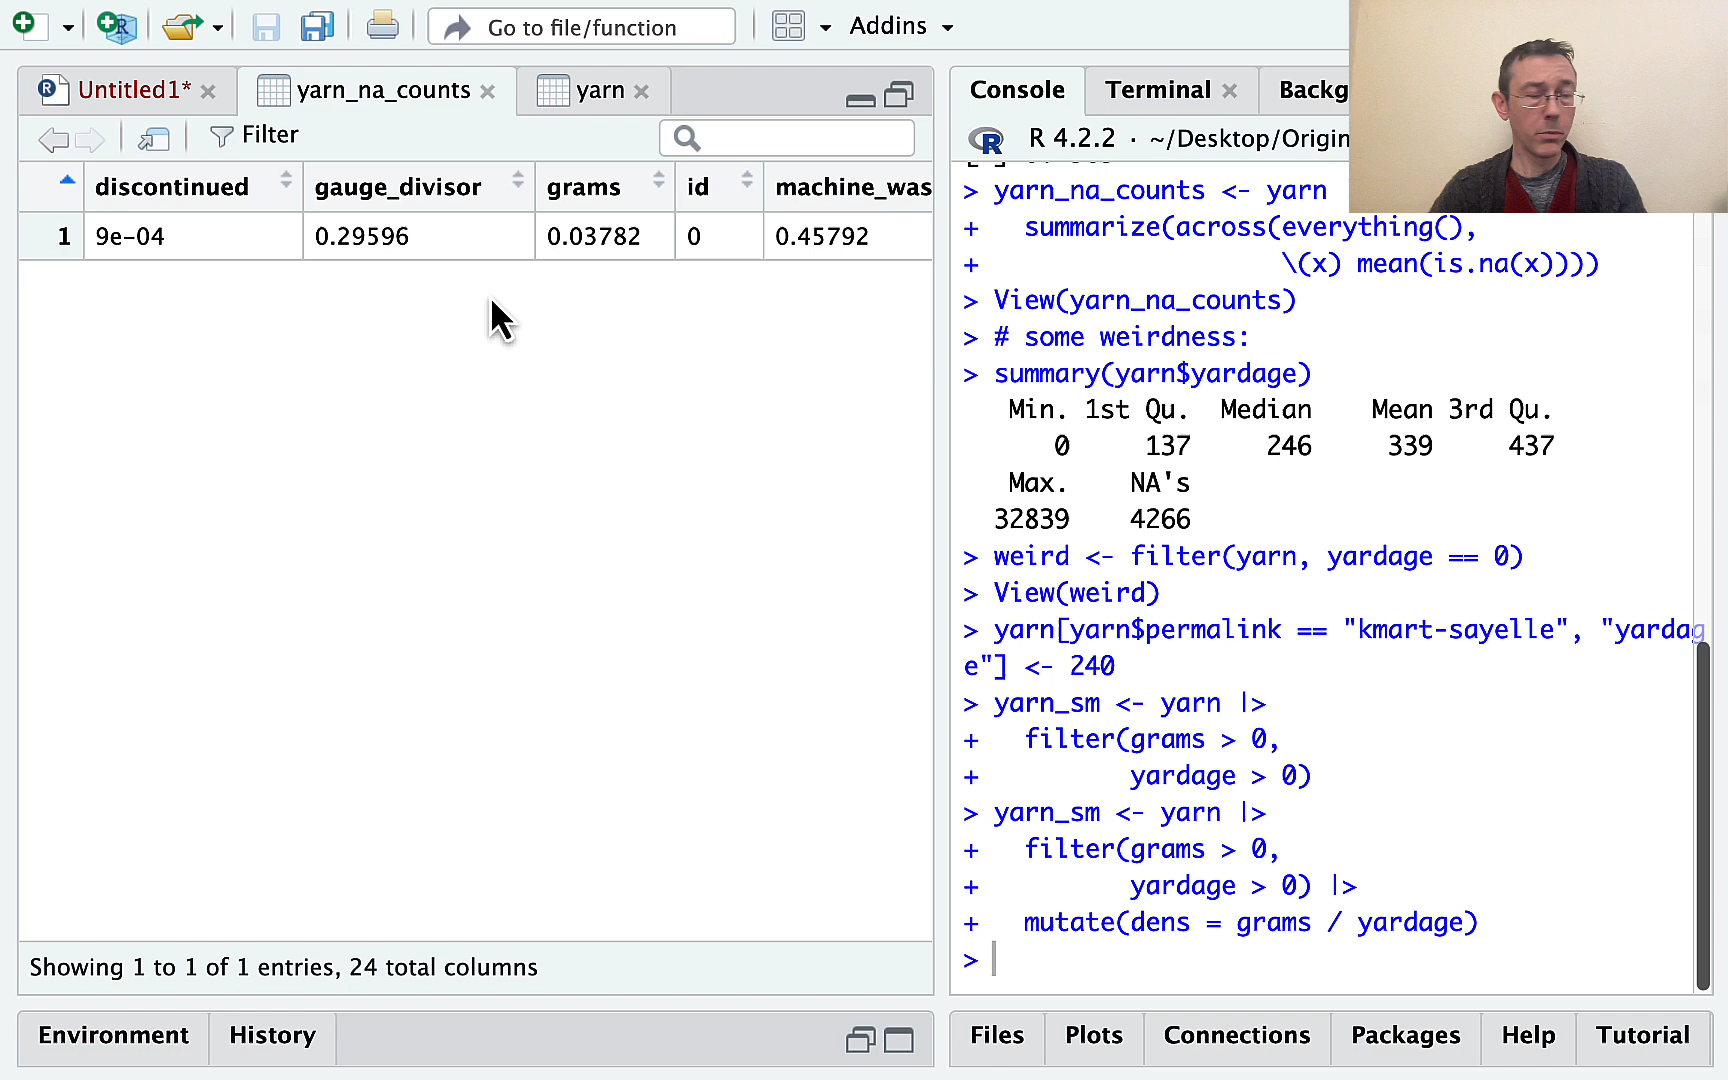 Go to file/function
Addins
Untitled1*
yarn_na_counts
yarn
Filter
discontinued gauge_divisor grams id machine_was
1 9e-04 0.29596 0.03782 0 0.45792
Showing 1 to 1 of 1 entries, 24 total columns
Environment History
Console Terminal Backg
R 4.2.2 · ~/Desktop/Origin
> yarn_na_counts <- yarn
+   summarize(across(everything(),
+                    \(x) mean(is.na(x))))
> View(yarn_na_counts)
> # some weirdness:
> summary(yarn$yardage)
Min. 1st Qu. Median Mean 3rd Qu.
0 137 246 339 437
Max. NA's
32839 4266
> weird <- filter(yarn, yardage == 0)
> View(weird)
> yarn[yarn$permalink == "kmart-sayelle", "yardag
e"] <- 240
> yarn_sm <- yarn |>
+   filter(grams > 0,
+          yardage > 0)
> yarn_sm <- yarn |>
+   filter(grams > 0,
+          yardage > 0) |>
+   mutate(dens = grams / yardage)
>
Files Plots Connections Packages Help Tutorial